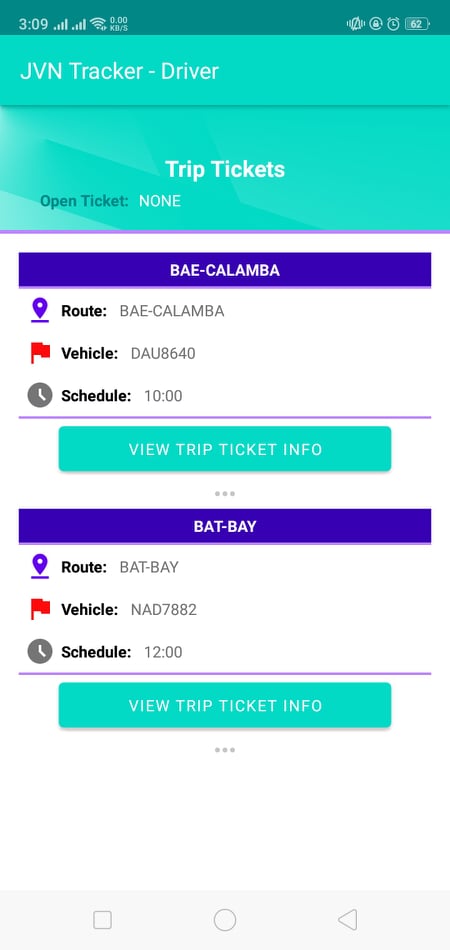 3:09 0.00 KB/S 62
JVN Tracker - Driver
Trip Tickets
Open Ticket: NONE
BAE-CALAMBA
Route: BAE-CALAMBA
Vehicle: DAU8640
Schedule: 10:00
VIEW TRIP TICKET INFO
BAT-BAY
Route: BAT-BAY
Vehicle: NAD7882
Schedule: 12:00
VIEW TRIP TICKET INFO